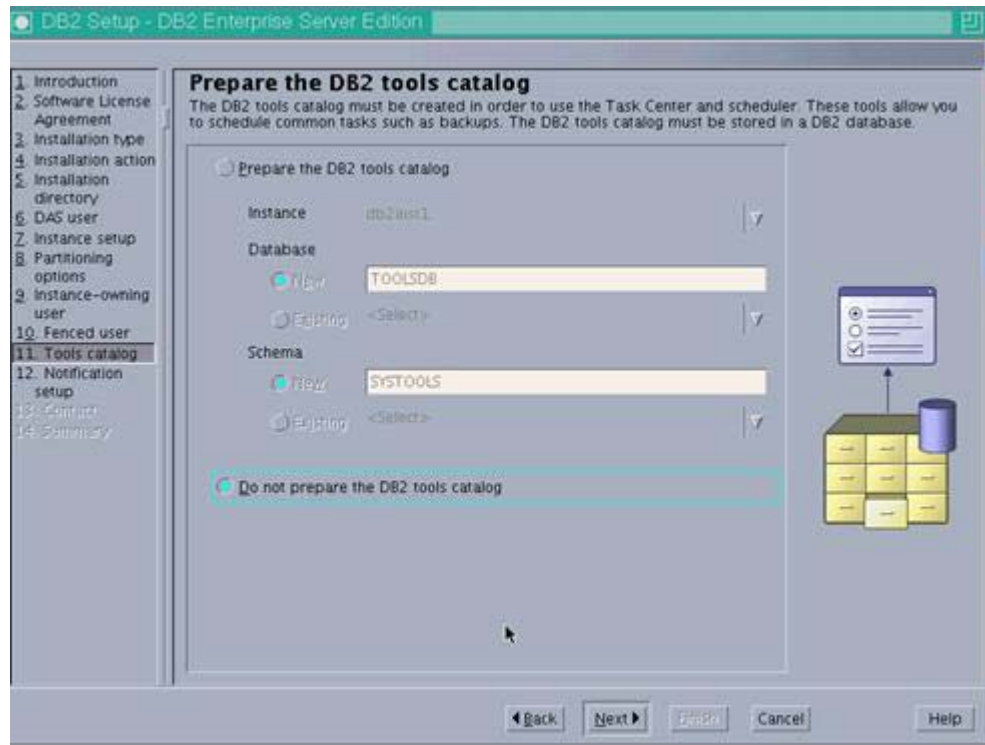 DB2 Setup - DB2 Enterprise Server Edition
1. Introduction
2. Software License
Agreement
3. Installation type
4. Installation action
5. Installation
directory
6. DAS user
7. Instance setup
8. Partitioning
options
9. Instance-owning
user
10. Fenced user
11. Tools catalog
12. Notification
setup
13. Contact
14. Summary
Prepare the DB2 tools catalog
The DB2 tools catalog must be created in order to use the Task Center and scheduler. These tools allow you
to schedule common tasks such as backups. The DB2 tools catalog must be stored in a DB2 database.
Prepare the DB2 tools catalog
Instance db2inst1
Database
New TOOLSDB
Existing <Select>
Schema
New SYSTOOLS
Existing <Select>
Do not prepare the DB2 tools catalog
Back Next Finish Cancel Help